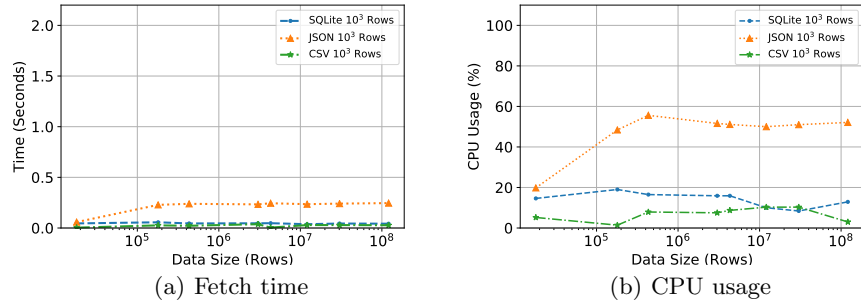 2.0
1.5
1.0
0.5
0.0
Time (Seconds)
SQLite 10³ Rows
JSON 10³ Rows
CSV 10³ Rows
10⁵
10⁶
10⁷
10⁸
Data Size (Rows)
(a) Fetch time
100
80
60
40
20
0
CPU Usage (%)
SQLite 10³ Rows
JSON 10³ Rows
CSV 10³ Rows
10⁵
10⁶
10⁷
10⁸
Data Size (Rows)
(b) CPU usage